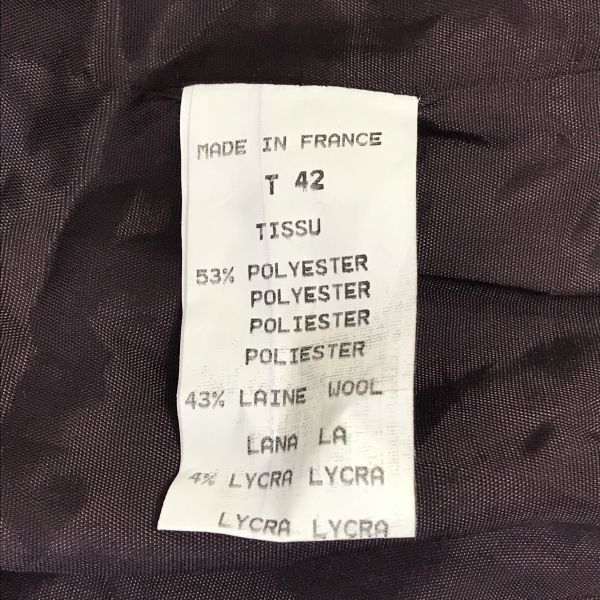 MADE IN FRANCE
T 42
TISSU
53% POLYESTER
POLYESTER
POLIESTER
POLIESTER
43% LAINE WOOL
LANA LA
4% LYCRA LYCRA
LYCRA LYCRA